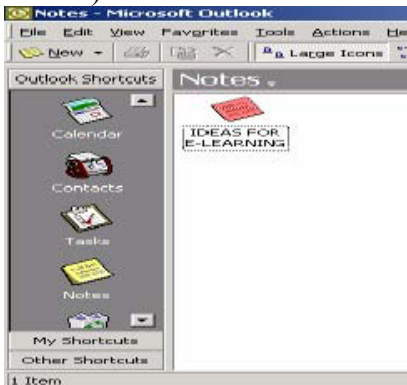 Notes - Microsoft Outlook
File Edit View Favorites Tools Actions He
New Large Icons
Outlook Shortcuts Notes
Calendar
Contacts
Tasks
Notes
My Shortcuts
Other Shortcuts
IDEAS FOR
E-LEARNING
1 Item